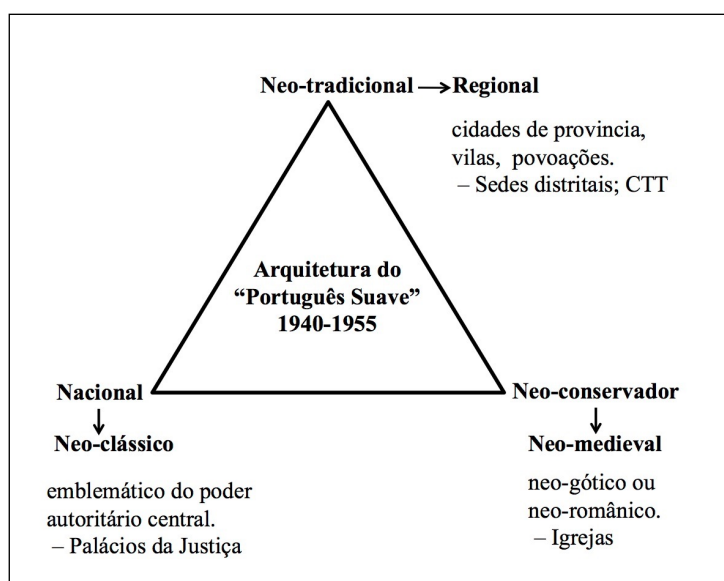 Neo-tradicional → Regional
cidades de provincia,
vilas, povoações.
– Sedes distritais; CTT
Arquitetura do
“Português Suave”
1940-1955
Nacional
Neo-clássico
emblemático do poder
autoritário central.
– Palácios da Justiça
Neo-conservador
Neo-medieval
neo-gótico ou
neo-românico.
– Igrejas